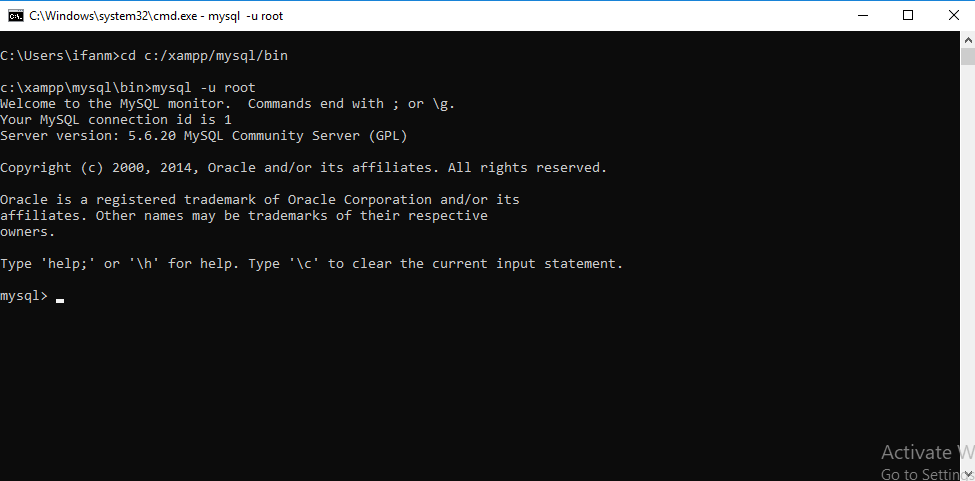 C:\Windows\system32\cmd.exe - mysql  -u root
C:\Users\ifanm>cd c:/xampp/mysql/bin
c:\xampp\mysql\bin>mysql -u root
Welcome to the MySQL monitor.  Commands end with ; or \g.
Your MySQL connection id is 1
Server version: 5.6.20 MySQL Community Server (GPL)
Copyright (c) 2000, 2014, Oracle and/or its affiliates. All rights reserved.
Oracle is a registered trademark of Oracle Corporation and/or its
affiliates. Other names may be trademarks of their respective
owners.
Type 'help;' or '\h' for help. Type '\c' to clear the current input statement.
mysql>
Activate W
Go to Settings